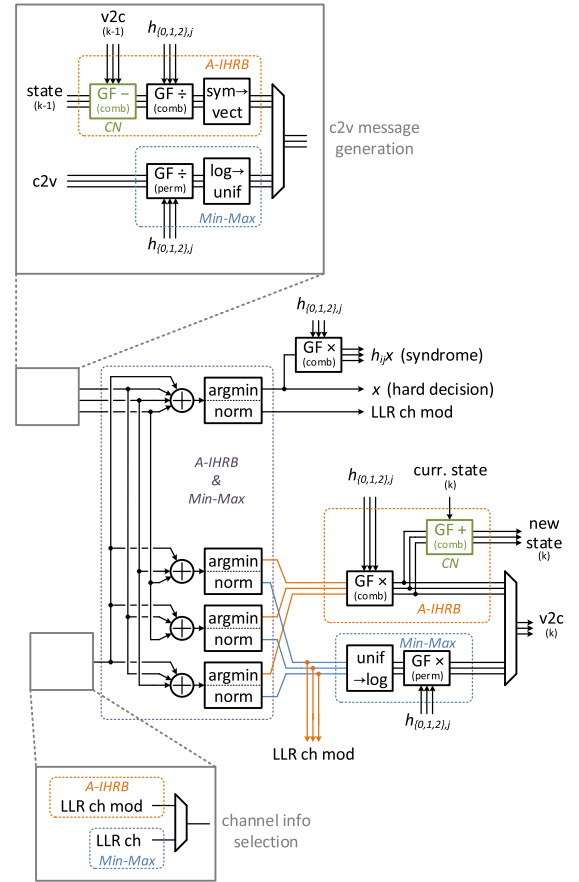 v2c
(k-1)
h{0,1,2},j
A-IHRB
state
(k-1)
GF −
(comb)
CN
GF ÷
(comb)
sym→
vect
c2v message
generation
c2v
GF ÷
(perm)
log→
unif
Min-Max
h{0,1,2},j
h{0,1,2},j
GF ×
(comb)
hijx (syndrome)
argmin
norm
x (hard decision)
LLR ch mod
A-IHRB
&
Min-Max
h{0,1,2},j
curr. state
(k)
GF +
(comb)
CN
new
state
(k)
argmin
norm
GF ×
(comb)
A-IHRB
argmin
norm
v2c
(k)
Min-Max
unif
→log
GF ×
(perm)
argmin
norm
h{0,1,2},j
LLR ch mod
A-IHRB
LLR ch mod
channel info
selection
LLR ch
Min-Max